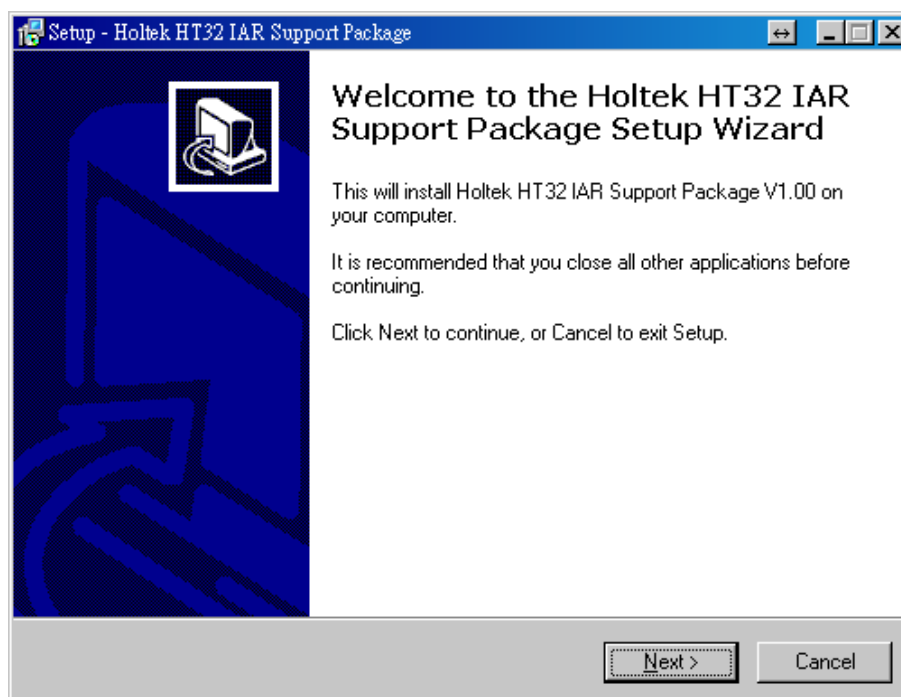 Setup - Holtek HT32 IAR Support Package
Welcome to the Holtek HT32 IAR
Support Package Setup Wizard
This will install Holtek HT32 IAR Support Package V1.00 on
your computer.
It is recommended that you close all other applications before
continuing.
Click Next to continue, or Cancel to exit Setup.
Next >
Cancel